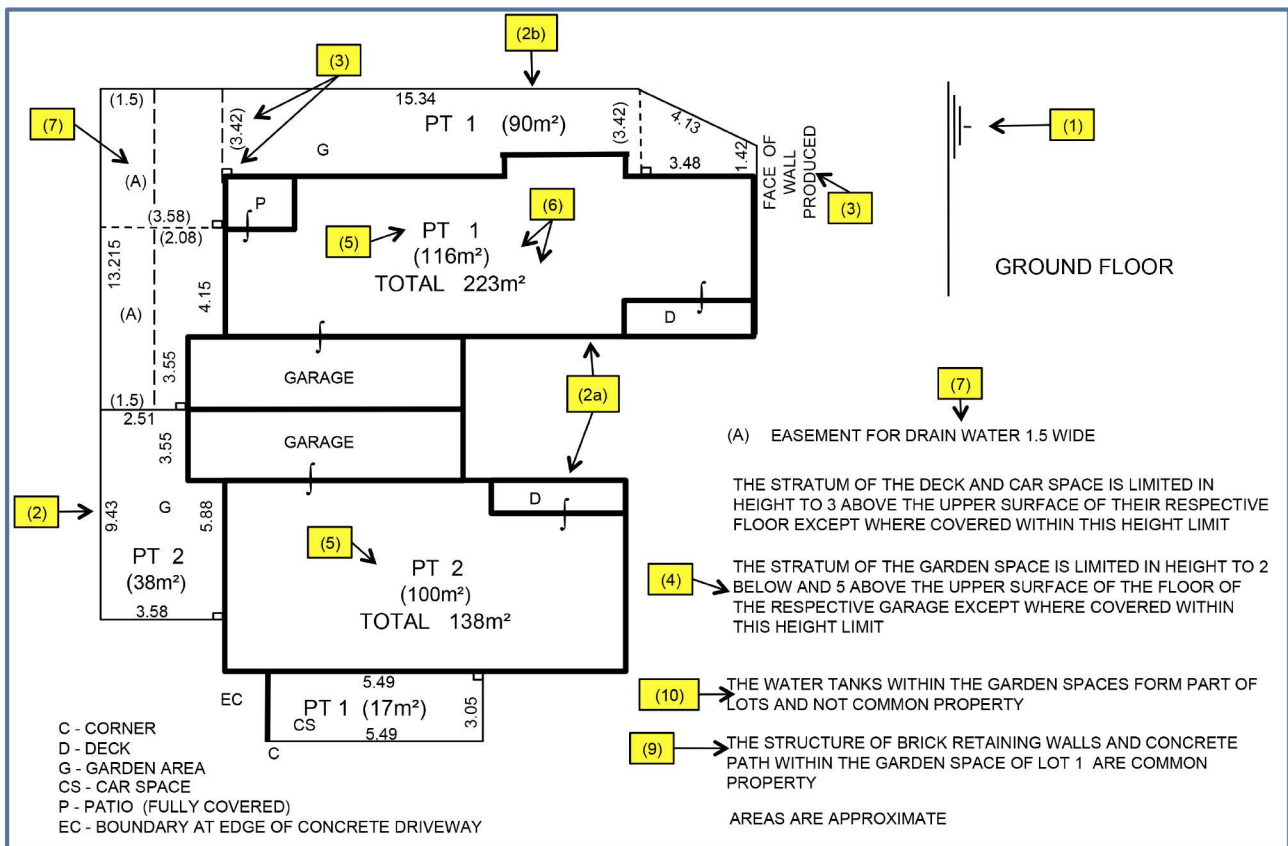 (2b)
(3)
(1.5)
15.34
(7)
(3.42)
PT 1 (90m²)
(3.42)
4.13
(1)
G
3.48
1.42
FACE OF
WALL
PRODUCED
(3)
(A)
P
(6)
(3.58)
(2.08)
(5)
PT 1
(116m²)
TOTAL 223m²
GROUND FLOOR
13.215
4.15
(A)
D
3.55
GARAGE
(2a)
(7)
(1.5)
2.51
3.55
GARAGE
(A) EASEMENT FOR DRAIN WATER 1.5 WIDE
THE STRATUM OF THE DECK AND CAR SPACE IS LIMITED IN
HEIGHT TO 3 ABOVE THE UPPER SURFACE OF THEIR RESPECTIVE
FLOOR EXCEPT WHERE COVERED WITHIN THIS HEIGHT LIMIT
(2)
9.43
G
5.88
D
(5)
PT 2
(38m²)
PT 2
(100m²)
TOTAL 138m²
3.58
(4)
THE STRATUM OF THE GARDEN SPACE IS LIMITED IN HEIGHT TO 2
BELOW AND 5 ABOVE THE UPPER SURFACE OF THE FLOOR OF
THE RESPECTIVE GARAGE EXCEPT WHERE COVERED WITHIN
THIS HEIGHT LIMIT
(10)
THE WATER TANKS WITHIN THE GARDEN SPACES FORM PART OF
LOTS AND NOT COMMON PROPERTY
EC
5.49
PT 1 (17m²)
3.05
CS
5.49
C
(9)
THE STRUCTURE OF BRICK RETAINING WALLS AND CONCRETE
PATH WITHIN THE GARDEN SPACE OF LOT 1 ARE COMMON
PROPERTY
AREAS ARE APPROXIMATE
C - CORNER
D - DECK
G - GARDEN AREA
CS - CAR SPACE
P - PATIO (FULLY COVERED)
EC - BOUNDARY AT EDGE OF CONCRETE DRIVEWAY